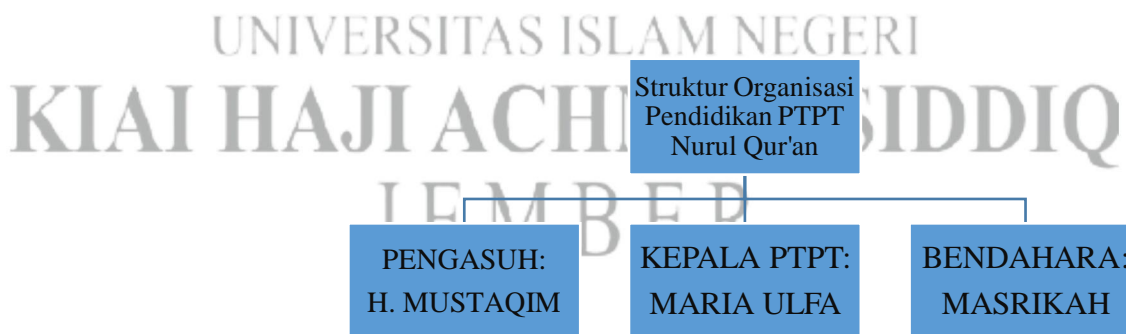 UNIVERSITAS ISLAM NEGERI
KIAI HAJI ACH SIDDIQ
JEMBER
Struktur Organisasi
Pendidikan PTPT
Nurul Qur'an
PENGASUH:
H. MUSTAQIM
KEPALA PTPT:
MARIA ULFA
BENDAHARA:
MASRIKAH